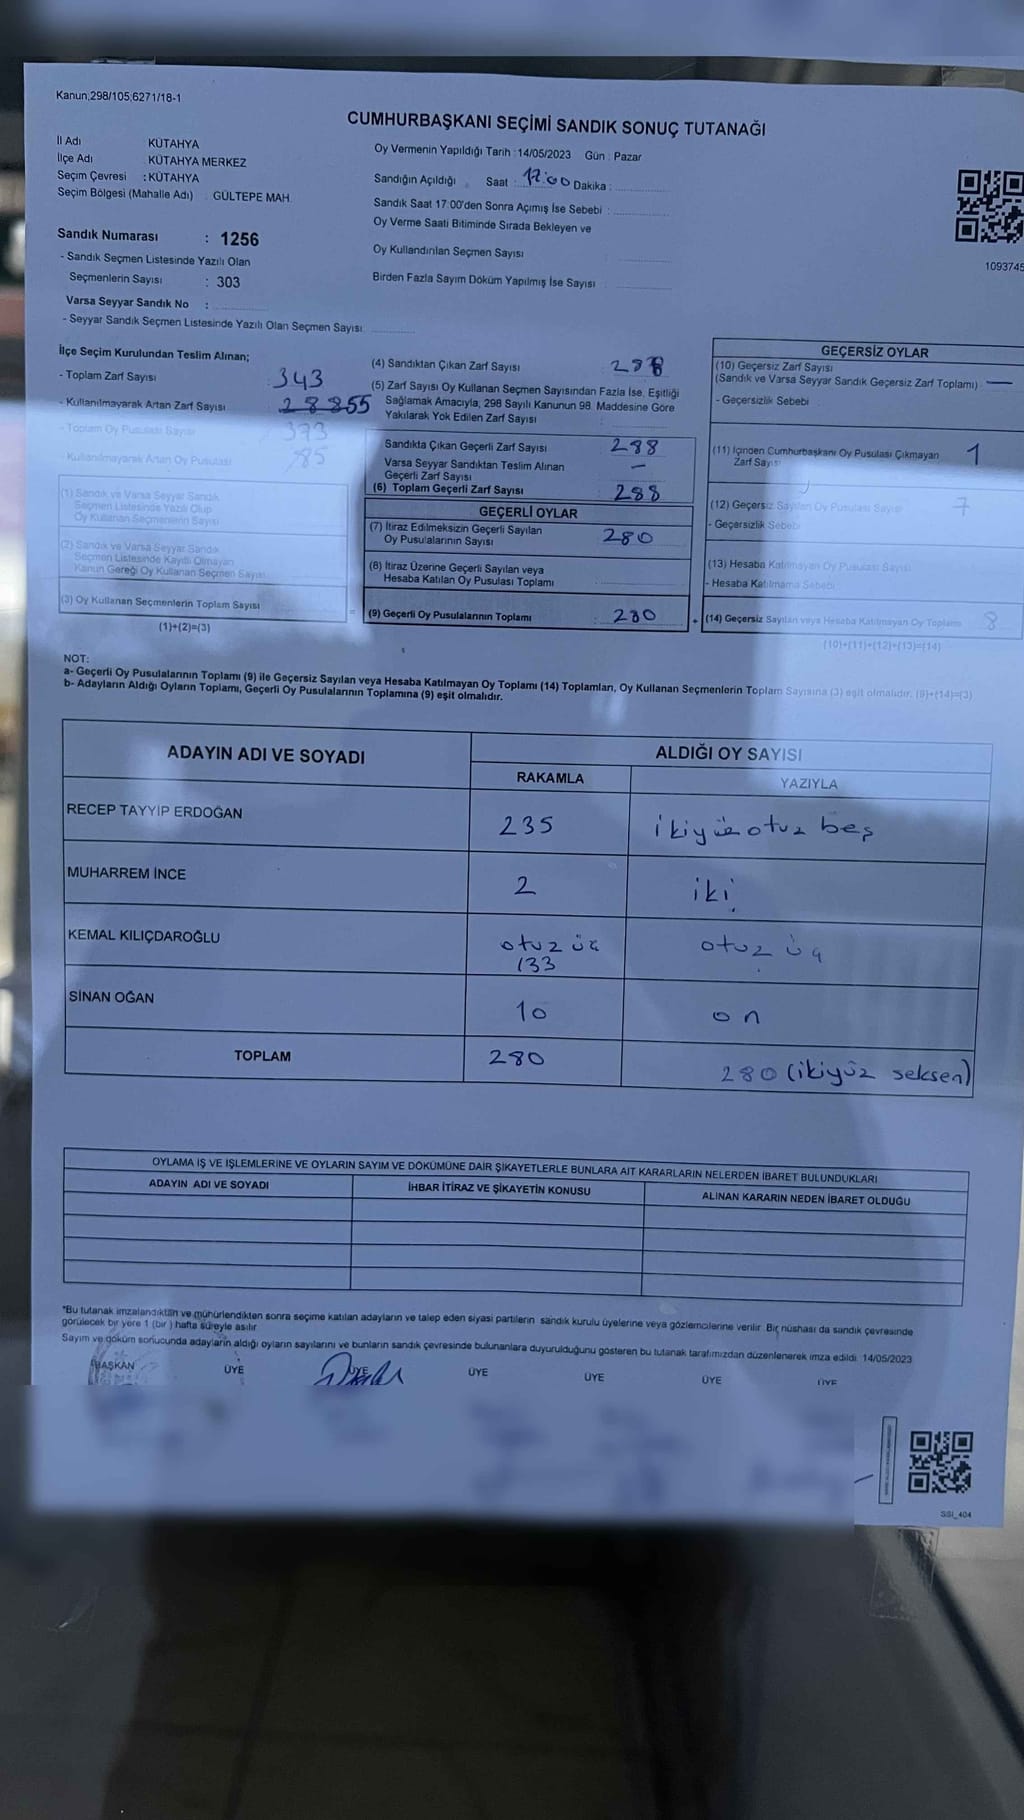 Kanun;298/105;6271/18-1
CUMHURBAŞKANI SEÇİMİ SANDIK SONUÇ TUTANAĞI
İl Adı KÜTAHYA
İlçe Adı KÜTAHYA MERKEZ
Seçim Çevresi : KÜTAHYA
Seçim Bölgesi (Mahalle Adı) GÜLTEPE MAH.
Oy Vermenin Yapıldığı Tarih : 14/05/2023 Gün : Pazar
Sandığın Açıldığı Saat : 17:00 Dakika :
Sandık Saat 17:00'den Sonra Açımış İse Sebebi :
Oy Verme Saati Bitiminde Sırada Bekleyen ve
Oy Kullandırılan Seçmen Sayısı
Birden Fazla Sayım Döküm Yapılmış İse Sayısı :
1093745
Sandık Numarası : 1256
- Sandık Seçmen Listesinde Yazılı Olan
Seçmenlerin Sayısı : 303
Varsa Seyyar Sandık No :
- Seyyar Sandık Seçmen Listesinde Yazılı Olan Seçmen Sayısı
İlçe Seçim Kurulundan Teslim Alınan;
- Toplam Zarf Sayısı : 343
- Kullanılmayarak Artan Zarf Sayısı 55
- Toplam Oy Pusulası Sayısı
- Kullanılmayarak Artan Oy Pusulası
(1) Sandık ve Varsa Seyyar Sandık
Seçmen Listesinde Yazılı Olup
Oy Kullanan Seçmenlerin Sayısı
(2) Sandık ve Varsa Seyyar Sandık
Seçmen Listesinde Kayıtlı Olmayan
Kanun Gereği Oy Kullanan Seçmen Sayısı
(3) Oy Kullanan Seçmenlerin Toplam Sayısı
(1)+(2)=(3)
(4) Sandıktan Çıkan Zarf Sayısı : 288
(5) Zarf Sayısı Oy Kullanan Seçmen Sayısından Fazla İse, Eşitliği
Sağlamak Amacıyla, 298 Sayılı Kanunun 98. Maddesine Göre
Yakılarak Yok Edilen Zarf Sayısı
Sandıkta Çıkan Geçerli Zarf Sayısı 288
Varsa Seyyar Sandıktan Teslim Alınan
Geçerli Zarf Sayısı –
(6) Toplam Geçerli Zarf Sayısı 288
GEÇERLİ OYLAR
(7) İtiraz Edilmeksizin Geçerli Sayılan
Oy Pusulalarının Sayısı 280
(8) İtiraz Üzerine Geçerli Sayılan veya
Hesaba Katılan Oy Pusulası Toplamı
= (9) Geçerli Oy Pusulalarının Toplamı : 280
GEÇERSİZ OYLAR
(10) Geçersiz Zarf Sayısı
(Sandık ve Varsa Seyyar Sandık Geçersiz Zarf Toplamı) —
- Geçersizlik Sebebi
(11) İçinden Cumhurbaşkanı Oy Pusulası Çıkmayan
Zarf Sayısı 1
(12) Geçersiz Sayılan Oy Pusulası Sayısı 7
- Geçersizlik Sebebi
(13) Hesaba Katılmayan Oy Pusulası Sayısı
- Hesaba Katılmama Sebebi
+ (14) Geçersiz Sayılan veya Hesaba Katılmayan Oy Toplamı 8
(10)+(11)+(12)+(13)=(14)
NOT:
a- Geçerli Oy Pusulalarının Toplamı (9) ile Geçersiz Sayılan veya Hesaba Katılmayan Oy Toplamı (14) Toplamları, Oy Kullanan Seçmenlerin Toplam Sayısına (3) eşit olmalıdır. (9)+(14)=(3)
b- Adayların Aldığı Oyların Toplamı, Geçerli Oy Pusulalarının Toplamına (9) eşit olmalıdır.
ADAYIN ADI VE SOYADI ALDIĞI OY SAYISI
RAKAMLA YAZIYLA
RECEP TAYYİP ERDOĞAN 235 ikiyüzotuz beş
MUHARREM İNCE 2 iki
KEMAL KILIÇDAROĞLU otuz üç otuz üç
133
SİNAN OĞAN 10 on
TOPLAM 280 280 (ikiyüz seksen)
OYLAMA İŞ VE İŞLEMLERİNE VE OYLARIN SAYIM VE DÖKÜMÜNE DAİR ŞİKAYETLERLE BUNLARA AİT KARARLARIN NELERDEN İBARET BULUNDUKLARI
ADAYIN ADI VE SOYADI İHBAR İTİRAZ VE ŞİKAYETİN KONUSU ALINAN KARARIN NEDEN İBARET OLDUĞU
*Bu tutanak imzalandıktan ve mühürlendikten sonra seçime katılan adayların ve talep eden siyasi partilerin sandık kurulu üyelerine veya gözlemcilerine verilir. Bir nüshası da sandık çevresinde
görülecek bir yere 1 (bir) hafta süreyle asılır.
Sayım ve döküm sonucunda adayların aldığı oyların sayılarını ve bunların sandık çevresinde bulunanlara duyurulduğunu gösteren bu tutanak tarafımızdan düzenlenerek imza edildi. 14/05/2023
BAŞKAN ÜYE ÜYE ÜYE ÜYE ÜYE ÜYE
SSI_404